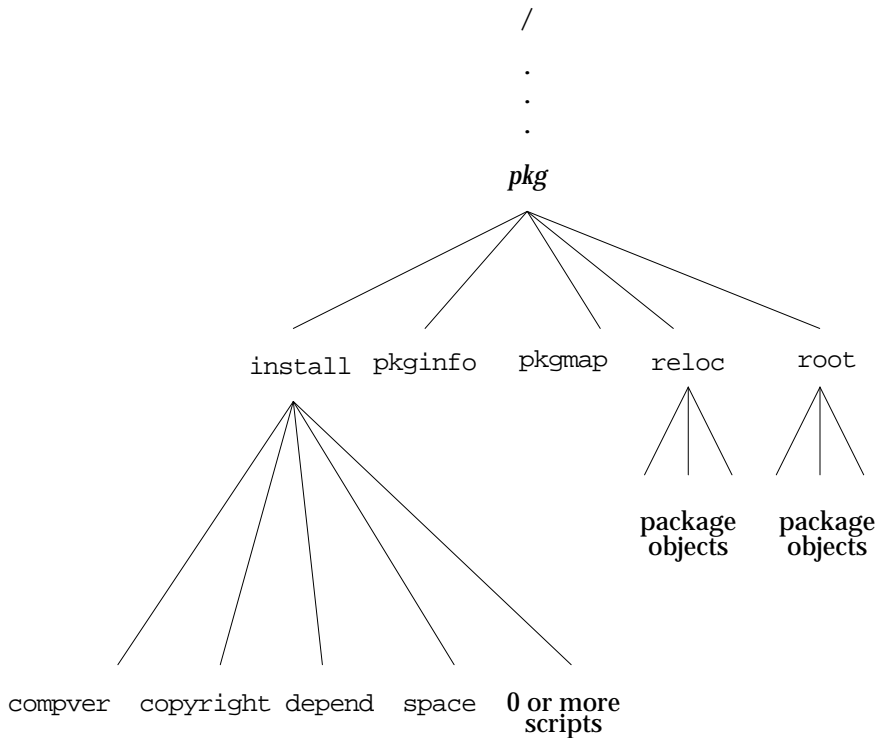 /
.
.
.
pkg
install pkginfo pkgmap reloc root
package
objects
package
objects
compver copyright depend space 0 or more
scripts